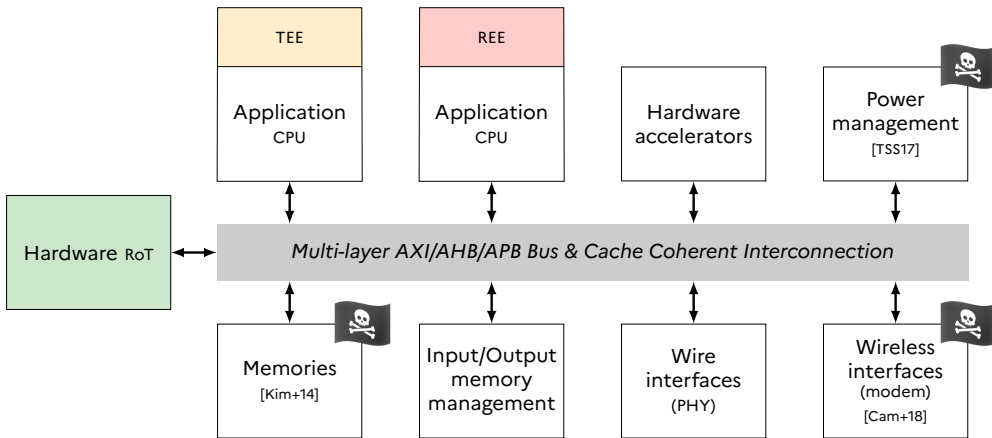 TEE
REE
Application
CPU
Application
CPU
Hardware
accelerators
Power
management
[TSS17]
Hardware RoT
Multi-layer AXI/AHB/APB Bus & Cache Coherent Interconnection
Memories
[Kim+14]
Input/Output
memory
management
Wire
interfaces
(PHY)
Wireless
interfaces
(modem)
[Cam+18]